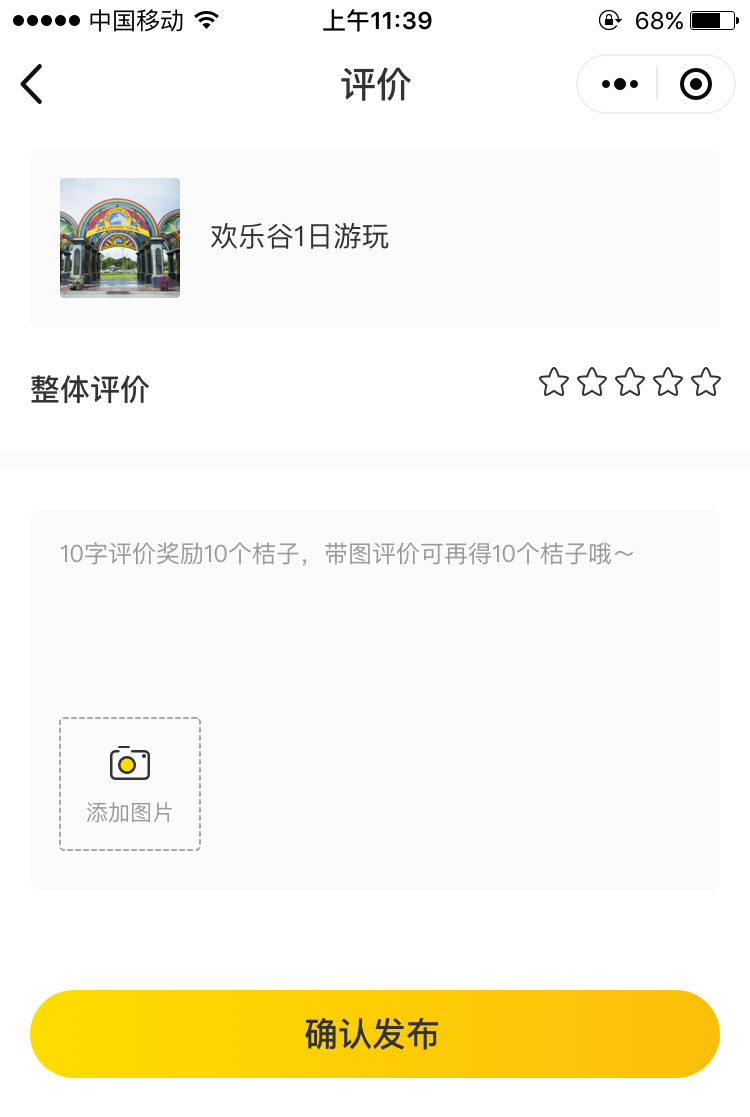 中国移动
上午11:39
68%
评价
欢乐谷1日游玩
整体评价
10字评价奖励10个桔子，带图评价可再得10个桔子哦～
添加图片
确认发布